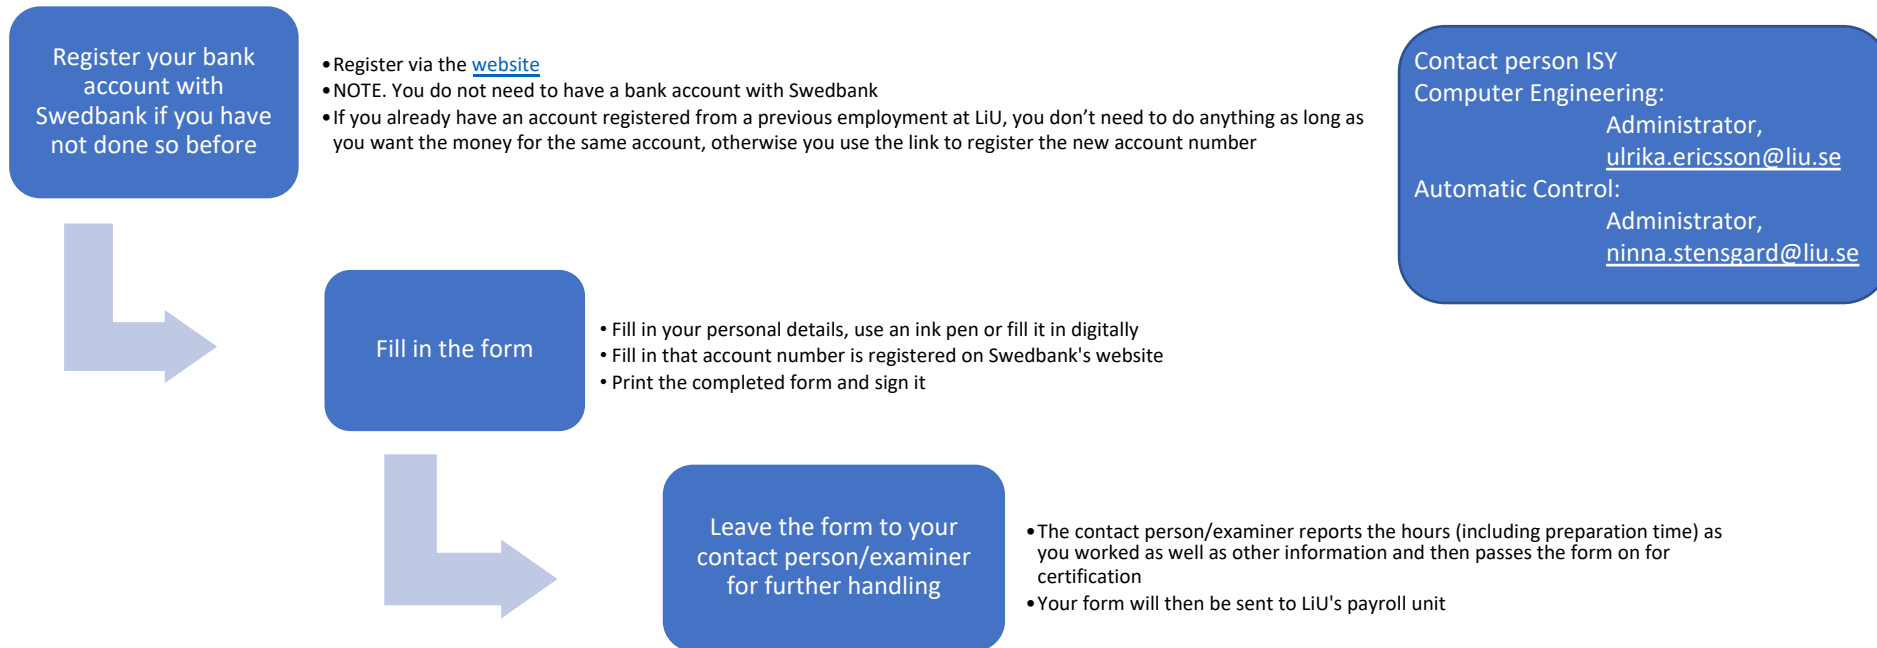 Register your bank
account with
Swedbank if you have
not done so before
•Register via the website
•NOTE. You do not need to have a bank account with Swedbank
•If you already have an account registered from a previous employment at LiU, you don’t need to do anything as long as
you want the money for the same account, otherwise you use the link to register the new account number
Contact person ISY
Computer Engineering:
Administrator,
ulrika.ericsson@liu.se
Automatic Control:
Administrator,
ninna.stensgard@liu.se
Fill in the form
• Fill in your personal details, use an ink pen or fill it in digitally
• Fill in that account number is registered on Swedbank's website
• Print the completed form and sign it
Leave the form to your
contact person/examiner
for further handling
•The contact person/examiner reports the hours (including preparation time) as
you worked as well as other information and then passes the form on for
certification
•Your form will then be sent to LiU's payroll unit